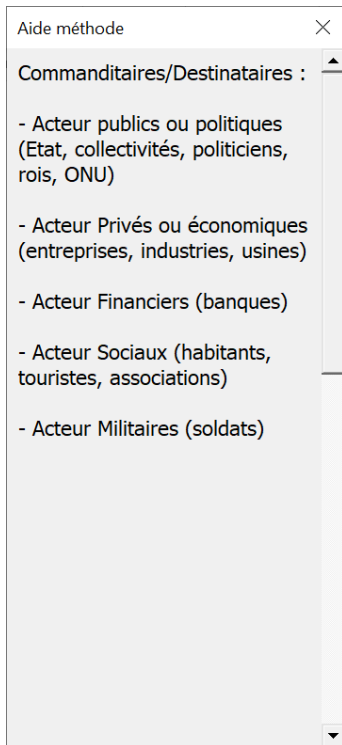 Aide méthode
Commanditaires/Destinataires :
- Acteur publics ou politiques
(Etat, collectivités, politiciens,
rois, ONU)
- Acteur Privés ou économiques
(entreprises, industries, usines)
- Acteur Financiers (banques)
- Acteur Sociaux (habitants,
touristes, associations)
- Acteur Militaires (soldats)